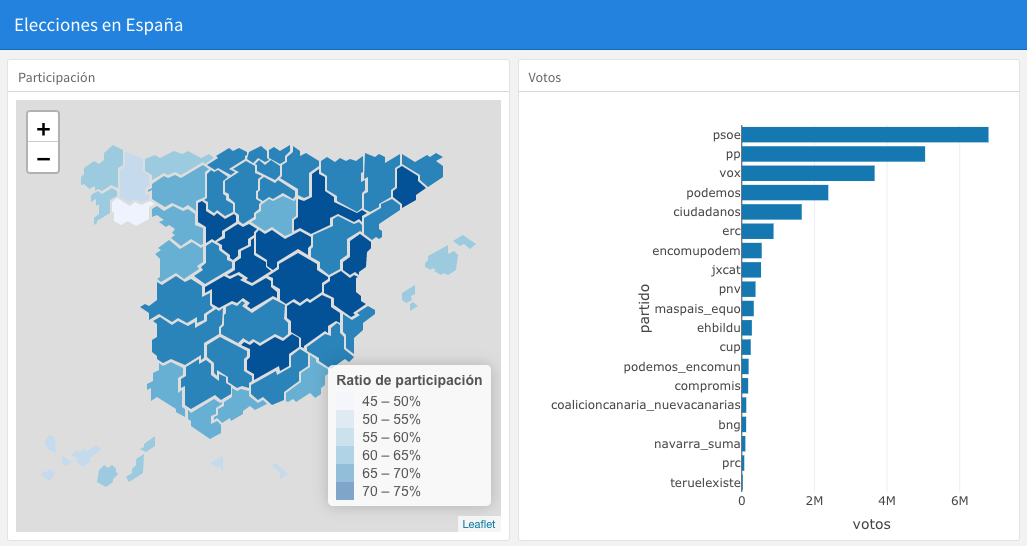 Elecciones en España
Participación
+
−
Ratio de participación
45 – 50%
50 – 55%
55 – 60%
60 – 65%
65 – 70%
70 – 75%
Leaflet
Votos
psoe
pp
vox
podemos
ciudadanos
erc
encomupodem
jxcat
pnv
maspais_equo
ehbildu
cup
podemos_encomun
compromis
coalicioncanaria_nuevacanarias
bng
navarra_suma
prc
teruelexiste
partido
0 2M 4M 6M
votos